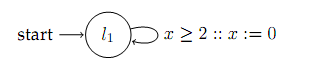 start l₁ x ≥ 2 :: x := 0